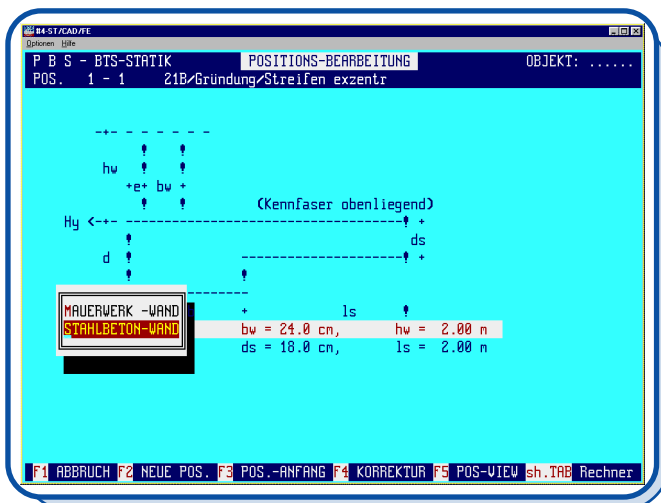 #4-ST/CAD/FE
Optionen Hilfe
P B S - BTS-STATIK POSITIONS-BEARBEITUNG OBJEKT: ......
POS. 1 - 1 21B/Gründung/Streifen exzentr
hw
+e+ bw +
(Kennfaser obenliegend)
Hy <-+- +
ds
d +
+ ls
MAUERWERK -WAND
STAHLBETON-WAND
bw = 24.0 cm, hw = 2.00 m
ds = 18.0 cm, ls = 2.00 m
F1 ABBRUCH F2 NEUE POS. F3 POS.-ANFANG F4 KORREKTUR F5 POS-VIEW sh.TAB Rechner